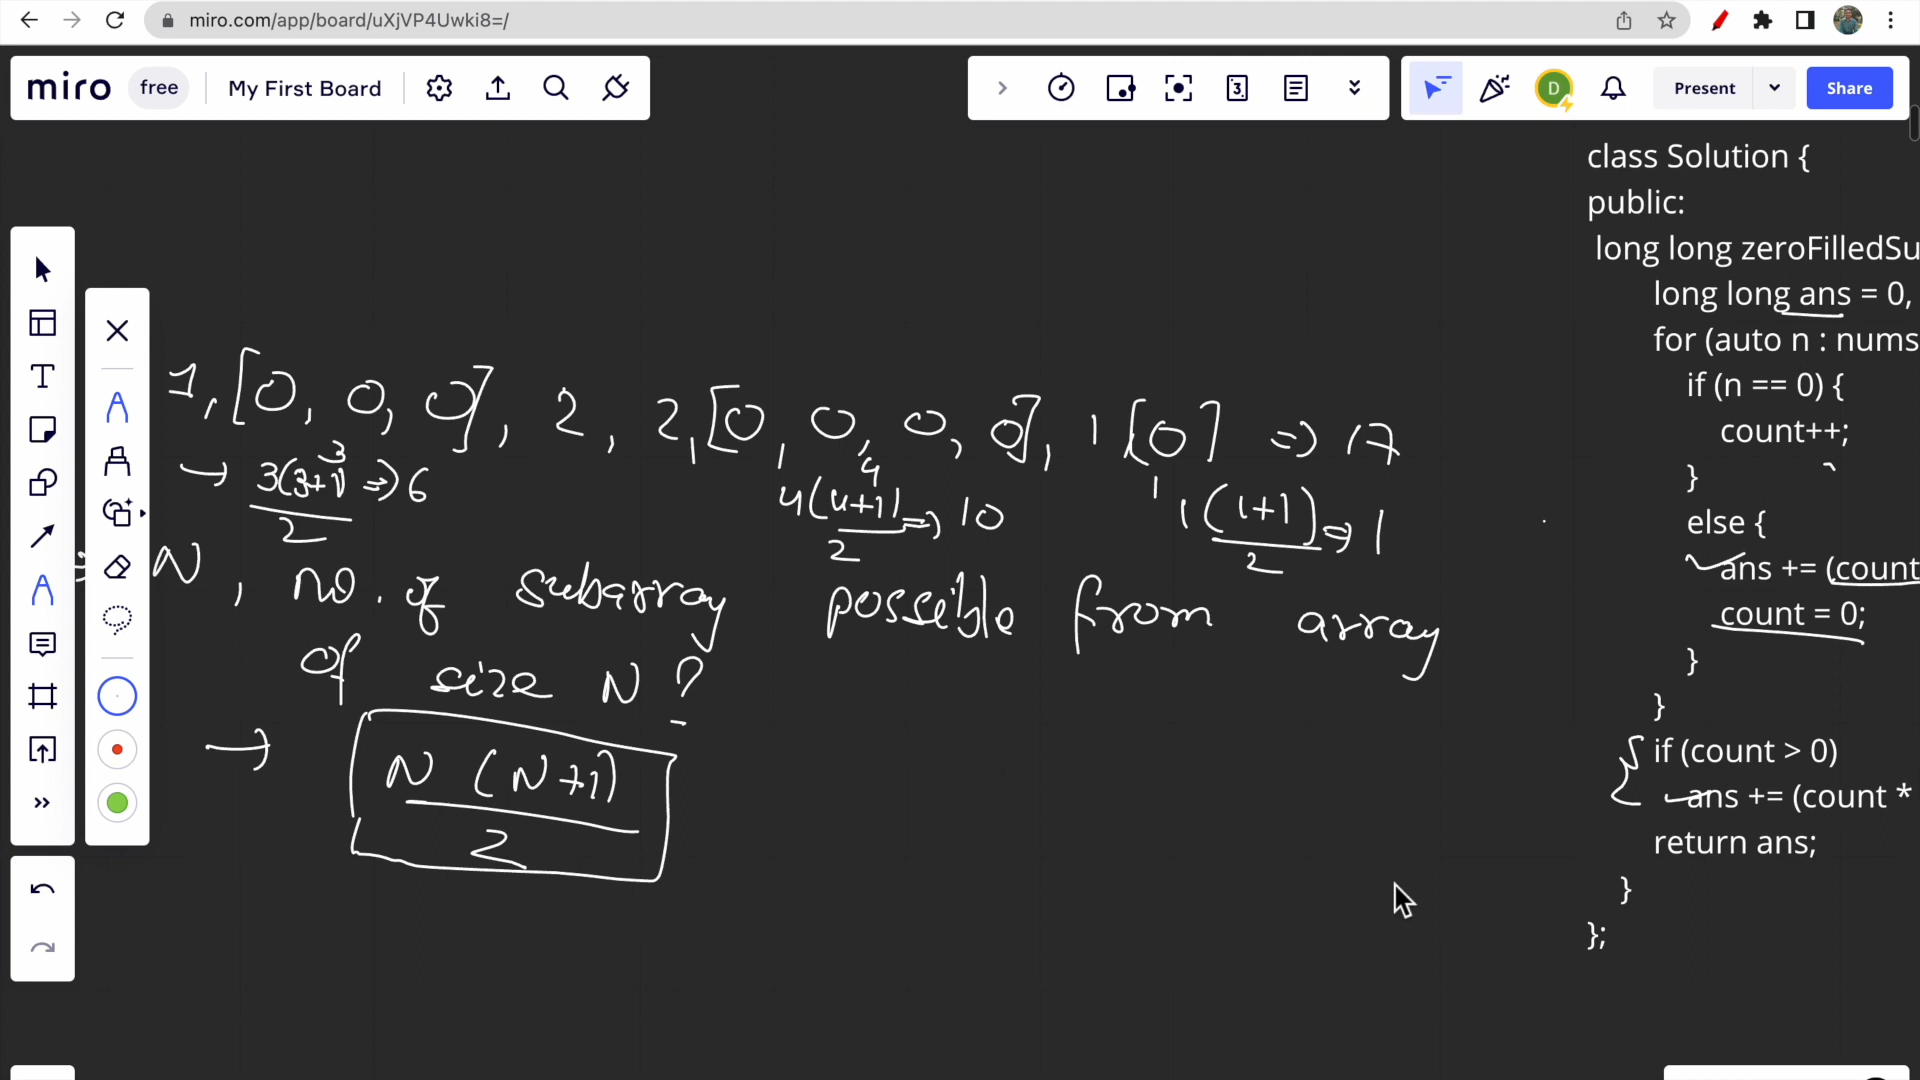 miro.com/app/board/uXjVP4Uwki8=/
miro
free
My First Board
3
D
Present
Share
T
1, [0, 0, 0], 2, 2, [0, 0, 0, 0], 1 [0] => 17
3
4
1
→ 3(3+1) => 6
2
4(4+1) => 10
2
1(1+1) => 1
2
=> N, no. of subarray possible from array
of size N ?
→ N (N+1)
2
class Solution {
public:
long long zeroFilledSu
long long ans = 0,
for (auto n : nums
if (n == 0) {
count++;
}
else {
ans += (count
count = 0;
}
}
if (count > 0)
ans += (count *
return ans;
}
};